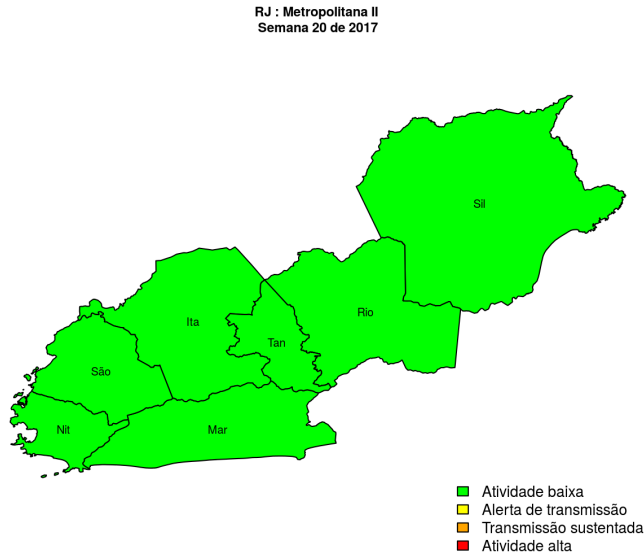 RJ : Metropolitana II
Semana 20 de 2017
Sil
Rio
Ita
Tan
São
Nit
Mar
Atividade baixa
Alerta de transmissão
Transmissão sustentada
Atividade alta